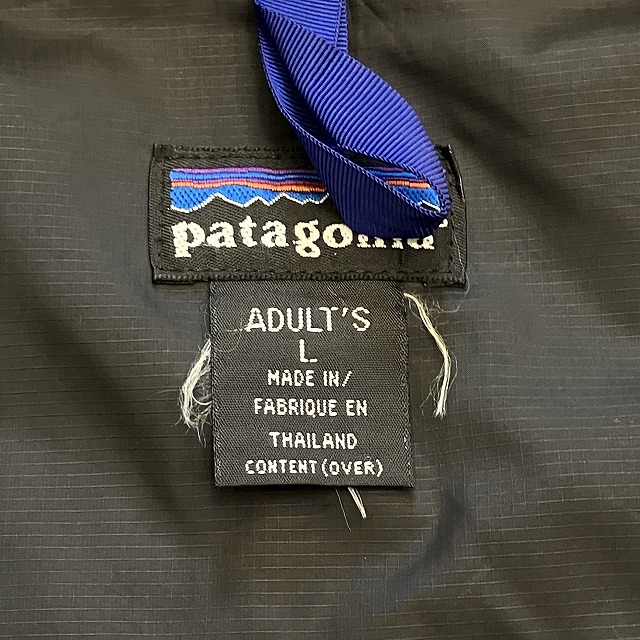 patagonia
ADULT'S
L
MADE IN/
FABRIQUE EN
THAILAND
CONTENT (OVER)